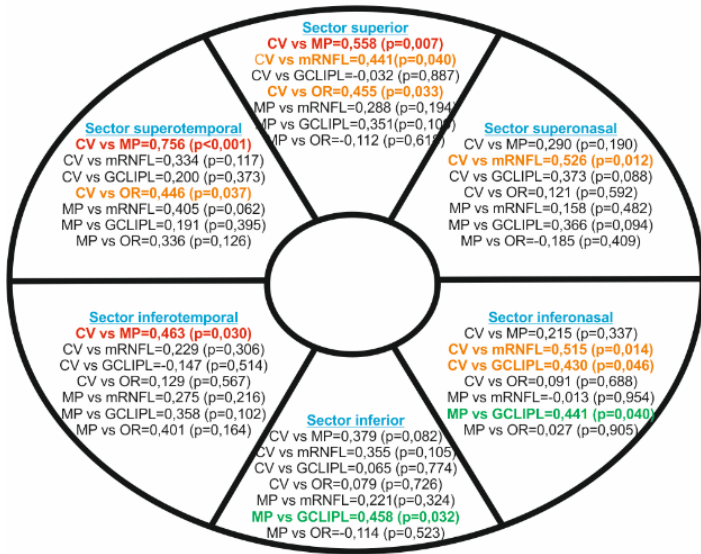 Sector superior
CV vs MP=0,558 (p=0,007)
CV vs mRNFL=0,441(p=0,040)
CV vs GCLIPL=-0,032 (p=0,887)
CV vs OR=0,455 (p=0,033)
MP vs mRNFL=0,288 (p=0,194)
MP vs GCLIPL=0,351(p=0,109)
MP vs OR=-0,112 (p=0,618)
Sector superotemporal
CV vs MP=0,756 (p<0,001)
CV vs mRNFL=0,334 (p=0,117)
CV vs GCLIPL=0,200 (p=0,373)
CV vs OR=0,446 (p=0,037)
MP vs mRNFL=0,405 (p=0,062)
MP vs GCLIPL=0,191 (p=0,395)
MP vs OR=0,336 (p=0,126)
Sector superonasal
CV vs MP=0,290 (p=0,190)
CV vs mRNFL=0,526 (p=0,012)
CV vs GCLIPL=0,373 (p=0,088)
CV vs OR=0,121 (p=0,592)
MP vs mRNFL=0,158 (p=0,482)
MP vs GCLIPL=0,366 (p=0,094)
MP vs OR=-0,185 (p=0,409)
Sector inferotemporal
CV vs MP=0,463 (p=0,030)
CV vs mRNFL=0,229 (p=0,306)
CV vs GCLIPL=-0,147 (p=0,514)
CV vs OR=0,129 (p=0,567)
MP vs mRNFL=0,275 (p=0,216)
MP vs GCLIPL=0,358 (p=0,102)
MP vs OR=0,401 (p=0,164)
Sector inferonasal
CV vs MP=0,215 (p=0,337)
CV vs mRNFL=0,515 (p=0,014)
CV vs GCLIPL=0,430 (p=0,046)
CV vs OR=0,091 (p=0,688)
MP vs mRNFL=-0,013 (p=0,954)
MP vs GCLIPL=0,441 (p=0,040)
MP vs OR=0,027 (p=0,905)
Sector inferior
CV vs MP=0,379 (p=0,082)
CV vs mRNFL=0,355 (p=0,105)
CV vs GCLIPL=0,065 (p=0,774)
CV vs OR=0,079 (p=0,726)
MP vs mRNFL=0,221(p=0,324)
MP vs GCLIPL=0,458 (p=0,032)
MP vs OR=-0,114 (p=0,523)